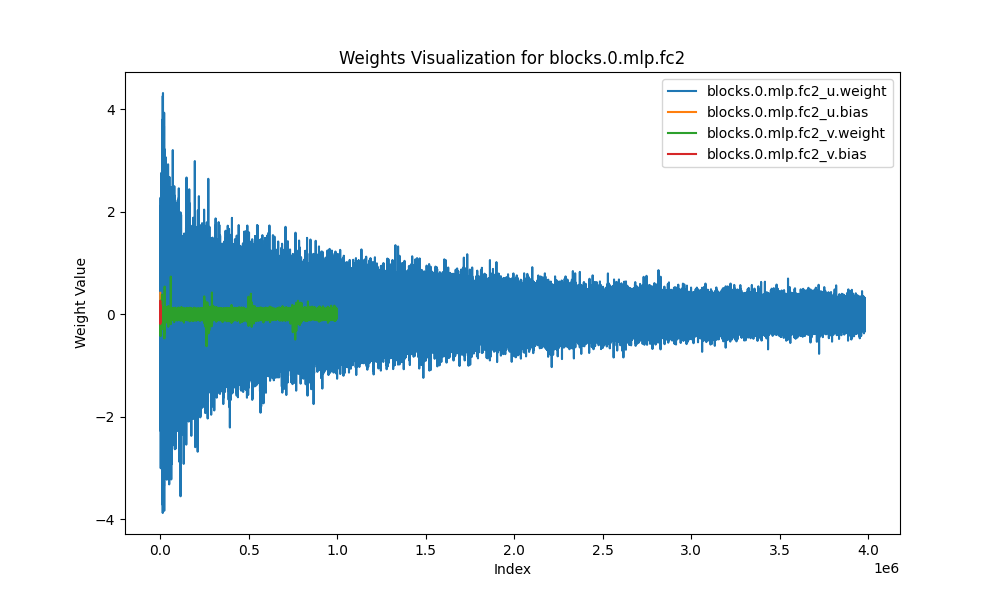 Weights Visualization for blocks.0.mlp.fc2
blocks.0.mlp.fc2_u.weight
blocks.0.mlp.fc2_u.bias
blocks.0.mlp.fc2_v.weight
blocks.0.mlp.fc2_v.bias
Weight Value
4
2
0
−2
−4
0.0 0.5 1.0 1.5 2.0 2.5 3.0 3.5 4.0
1e6
Index